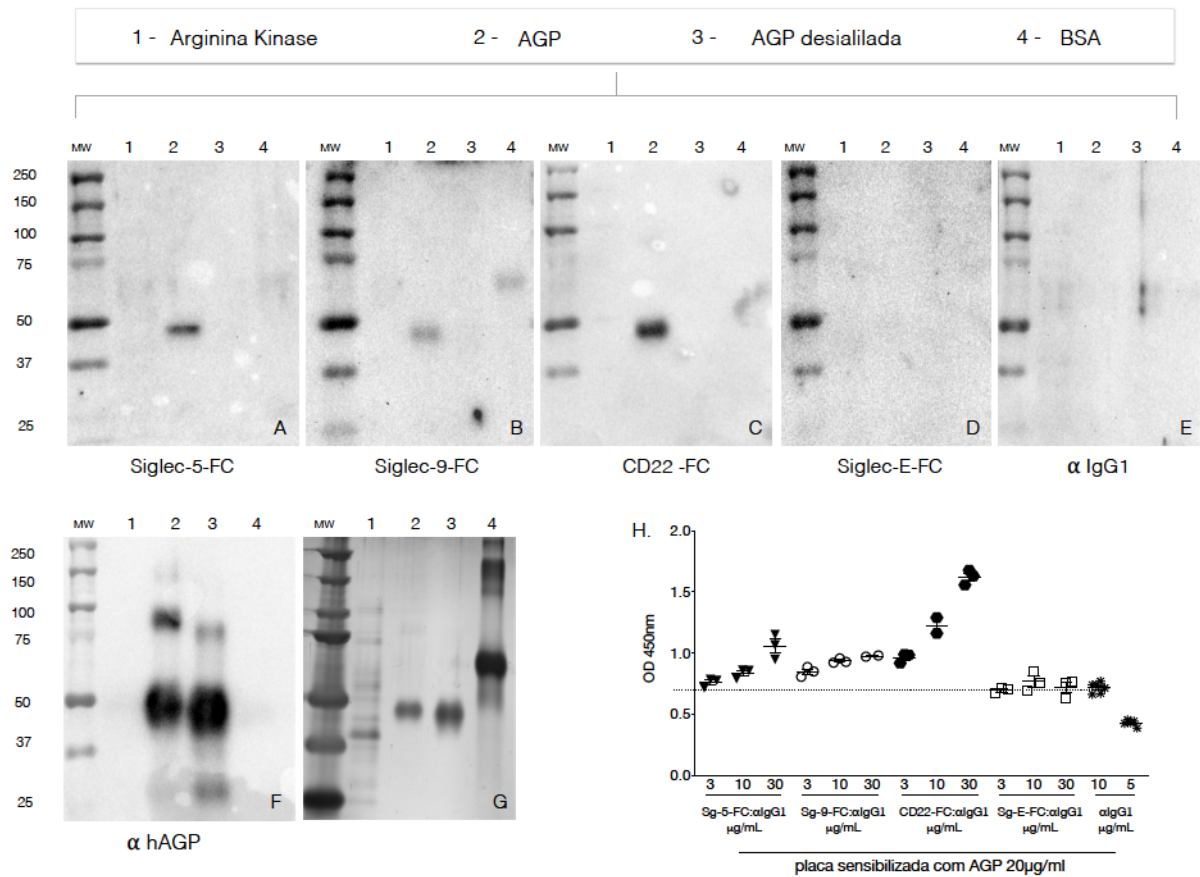 1 - Arginina Kinase 2 - AGP 3 - AGP desialilada 4 - BSA
MW 1 2 3 4 MW 1 2 3 4 MW 1 2 3 4 MW 1 2 3 4 MW 1 2 3 4
250
150
100
75
50
37
25
A B C D E
Siglec-5-FC Siglec-9-FC CD22 -FC Siglec-E-FC α IgG1
MW 1 2 3 4 MW 1 2 3 4
250
150
100
75
50
37
25
F G
α hAGP
H.
OD 450nm
2.0
1.5
1.0
0.5
0.0
3 10 30 3 10 30 3 10 30 3 10 30 10 5
Sg-5-FC:αIgG1 Sg-9-FC:αIgG1 CD22-FC:αIgG1 Sg-E-FC:αIgG1 αIgG1
μg/mL μg/mL μg/mL μg/mL μg/mL
placa sensibilizada com AGP 20μg/ml